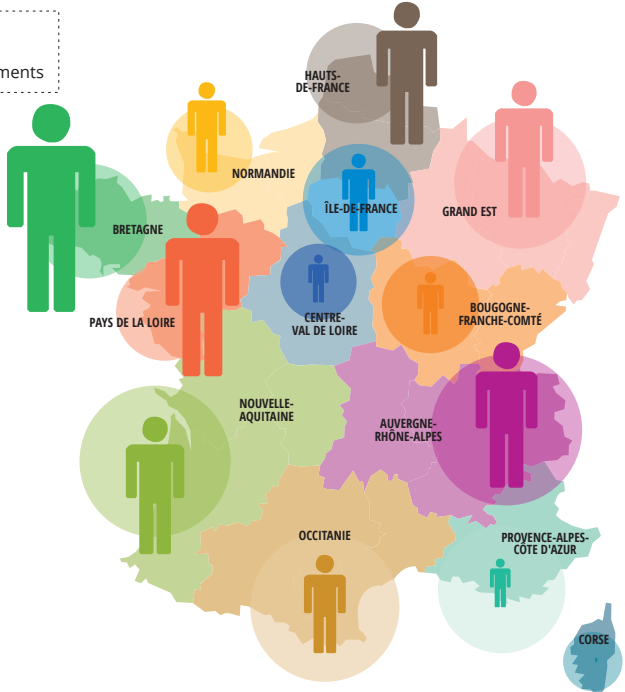 HAUTS-
DE-FRANCE
NORMANDIE
ÎLE-DE-FRANCE
GRAND EST
BRETAGNE
PAYS DE LA LOIRE
CENTRE-
VAL DE LOIRE
BOUGOGNE-
FRANCHE-COMTÉ
NOUVELLE-
AQUITAINE
AUVERGNE-
RHÔNE-ALPES
OCCITANIE
PROVENCE-ALPES-
CÔTE D'AZUR
CORSE